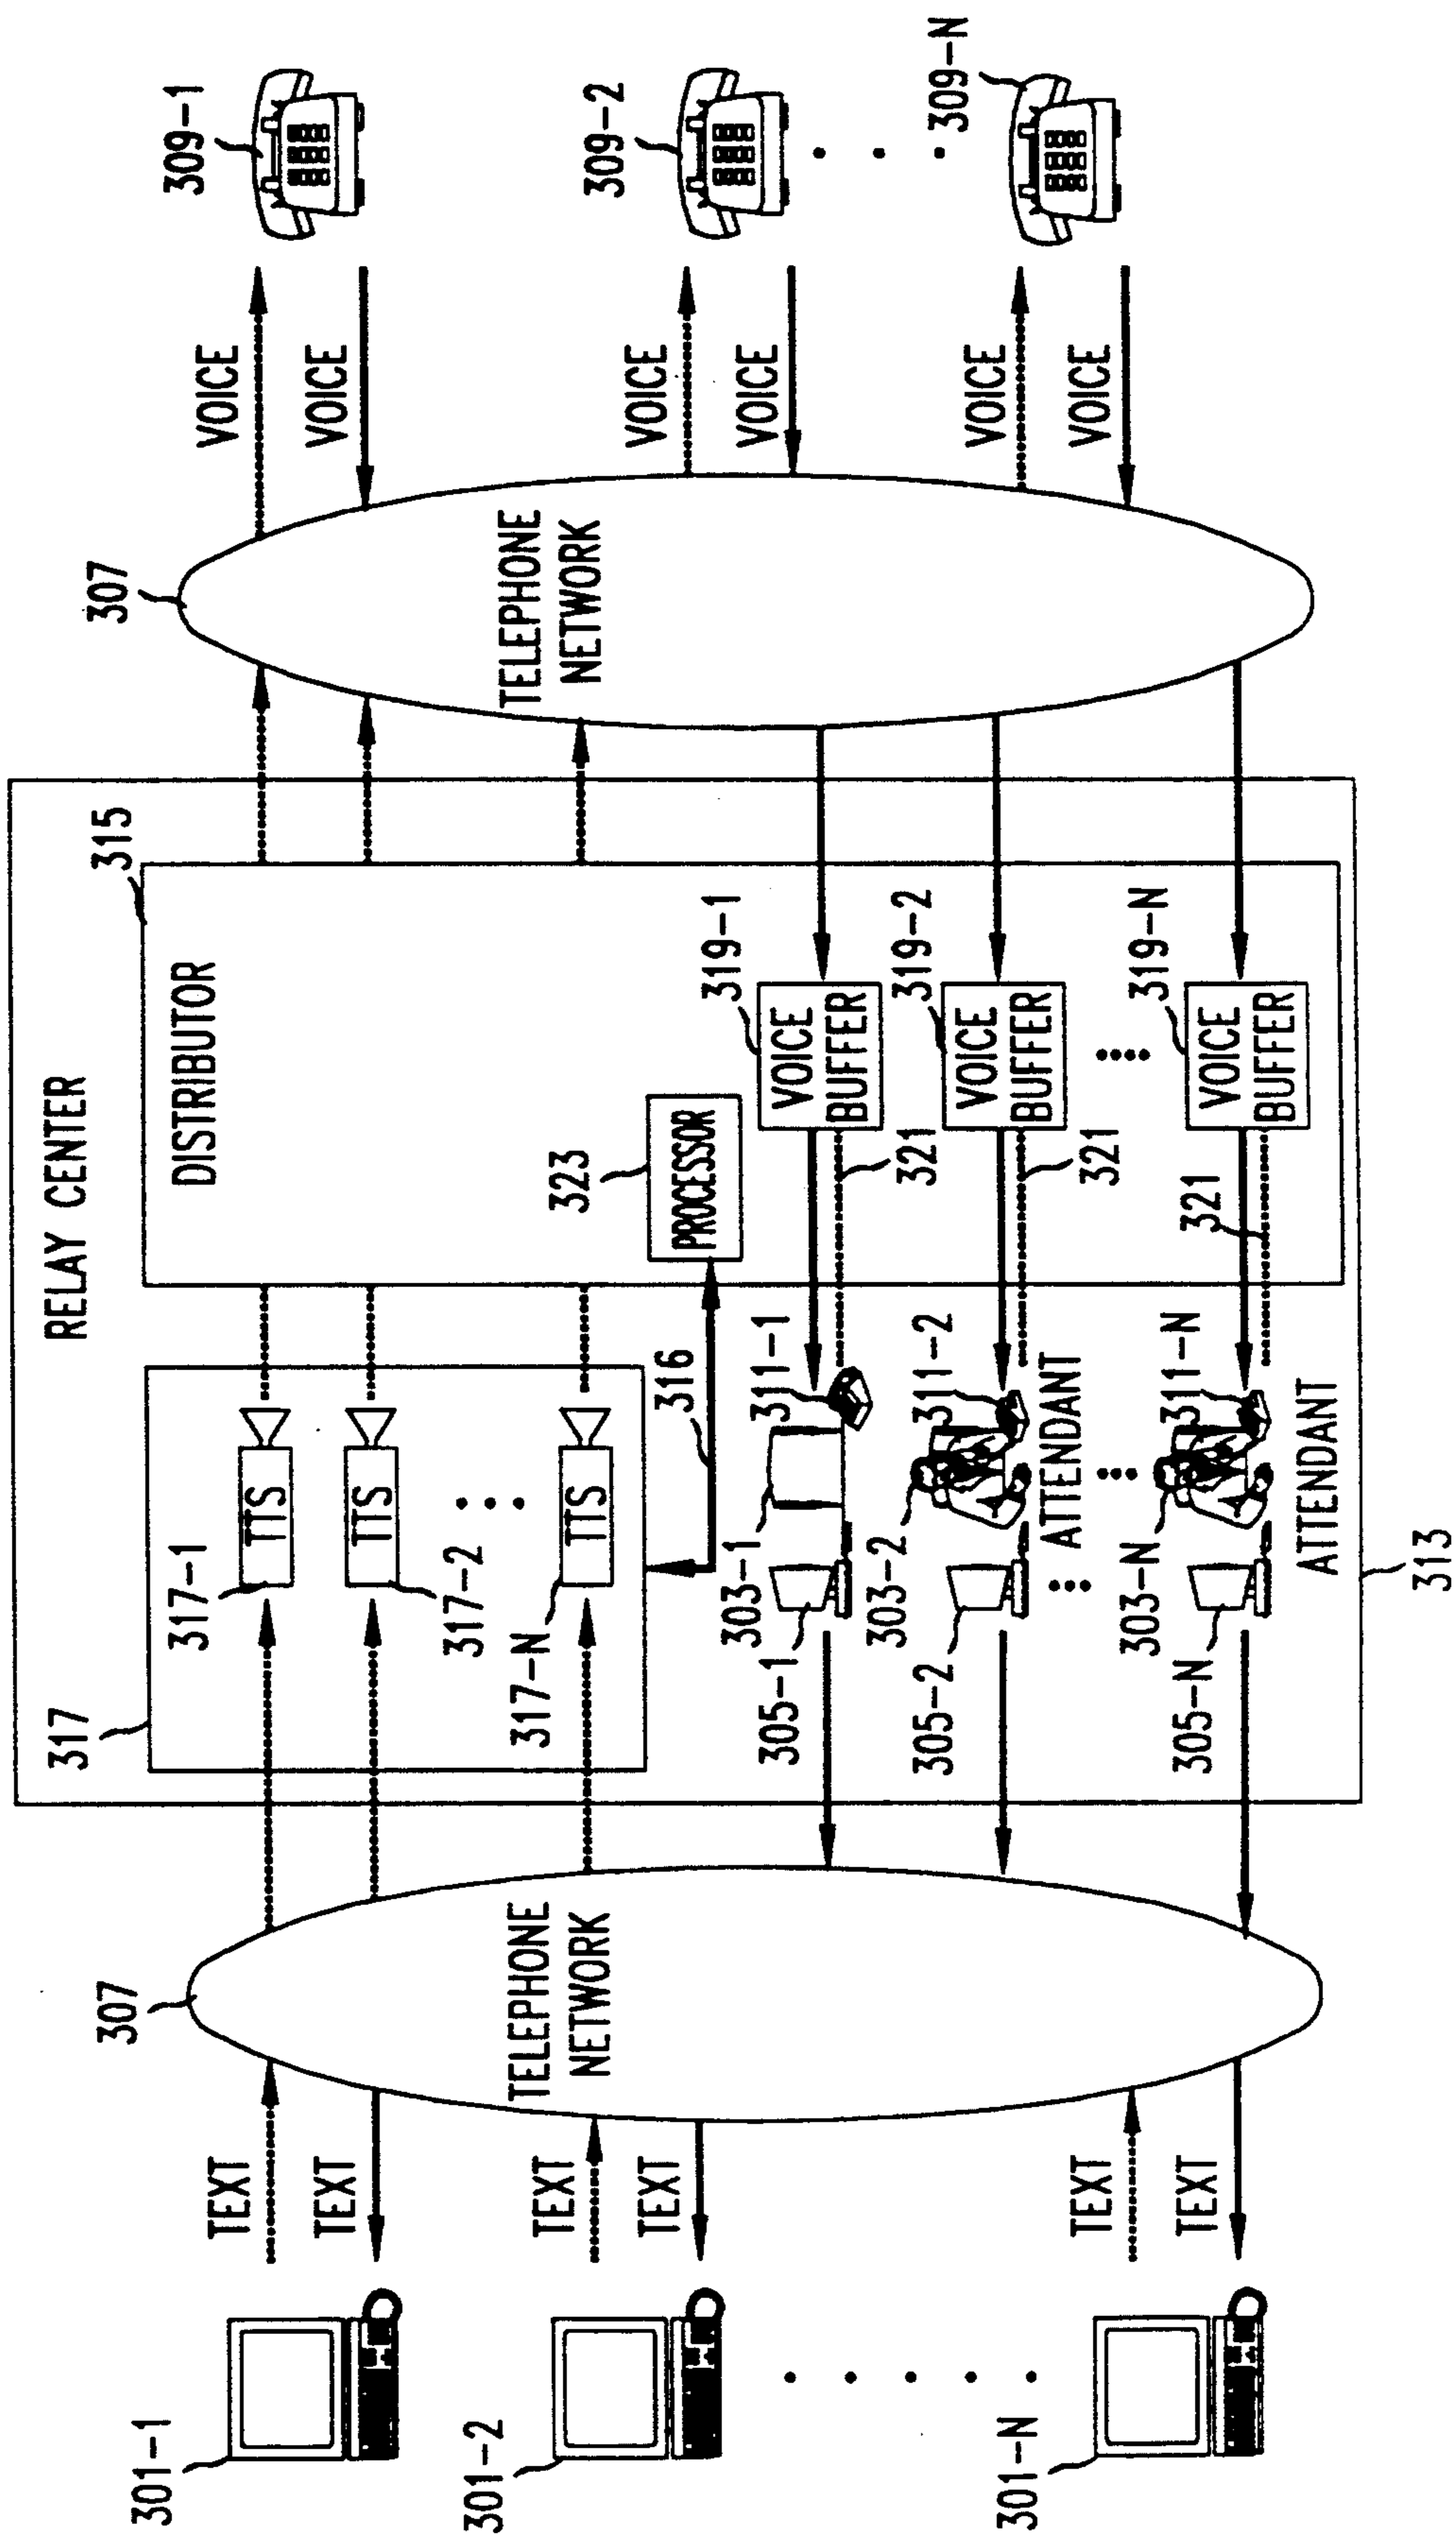 RELAY CENTER
315
DISTRIBUTOR
317
317-1
TTS
TTS
317-2
317-N
TTS
316
323
PROCESSOR
307
TELEPHONE
NETWORK
307
TELEPHONE
NETWORK
301-1
TEXT
TEXT
301-2
TEXT
TEXT
301-N
TEXT
TEXT
309-1
VOICE
VOICE
309-2
VOICE
VOICE
309-N
VOICE
VOICE
305-1
303-1
311-1
321
319-1
VOICE
BUFFER
305-2
303-2
311-2
ATTENDANT
321
319-2
VOICE
BUFFER
305-N
303-N
311-N
ATTENDANT
321
319-N
VOICE
BUFFER
313